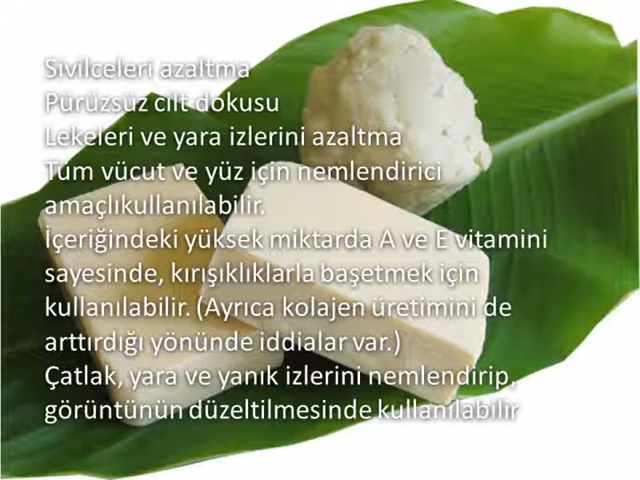 Sivilceleri azaltma
Pürüzsüz cilt dokusu
Lekeleri ve yara izlerini azaltma
Tüm vücut ve yüz için nemlendirici
amaçlıkullanılabilir.
İçeriğindeki yüksek miktarda A ve E vitamini
sayesinde, kırışıklıklarla başetmek için
kullanılabilir. (Ayrıca kolajen üretimini de
arttırdığı yönünde iddialar var.)
Çatlak, yara ve yanık izlerini nemlendirip,
görüntünün düzeltilmesinde kullanılabilir